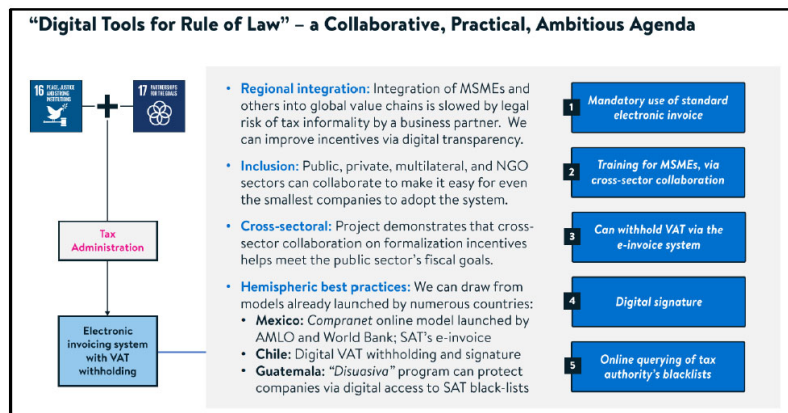 “Digital Tools for Rule of Law” – a Collaborative, Practical, Ambitious Agenda
16 PEACE, JUSTICE
AND STRONG
INSTITUTIONS
17 PARTNERSHIPS
FOR THE GOALS
Tax
Administration
Electronic
invoicing system
with VAT
withholding
• Regional integration: Integration of MSMEs and
others into global value chains is slowed by legal
risk of tax informality by a business partner. We
can improve incentives via digital transparency.
• Inclusion: Public, private, multilateral, and NGO
sectors can collaborate to make it easy for even
the smallest companies to adopt the system.
• Cross-sectoral: Project demonstrates that cross-
sector collaboration on formalization incentives
helps meet the public sector’s fiscal goals.
• Hemispheric best practices: We can draw from
models already launched by numerous countries:
• Mexico: Compranet online model launched by
AMLO and World Bank; SAT’s e-invoice
• Chile: Digital VAT withholding and signature
• Guatemala: “Disuasiva” program can protect
companies via digital access to SAT black-lists
1 Mandatory use of standard
electronic invoice
2 Training for MSMEs, via
cross-sector collaboration
3 Can withhold VAT via the
e-invoice system
4 Digital signature
5 Online querying of tax
authority’s blacklists